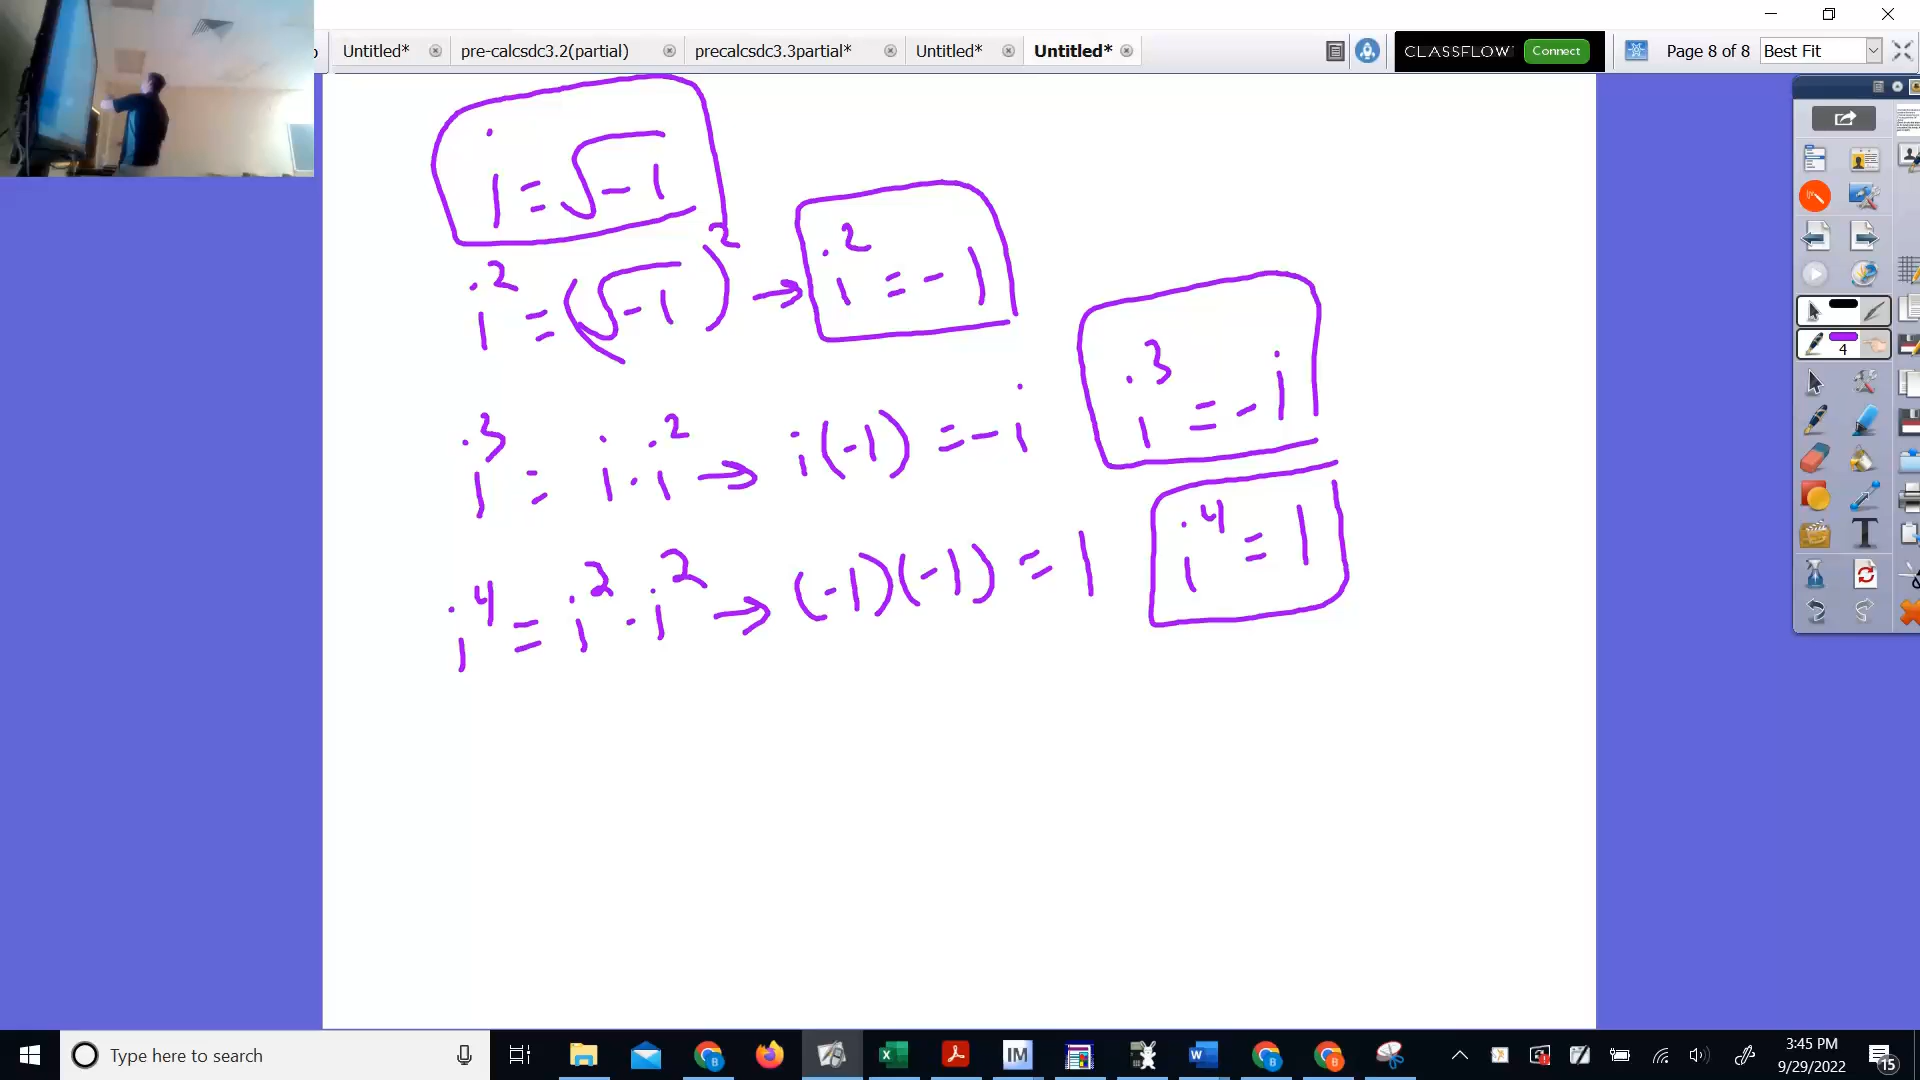 Untitled* pre-calcsdc3.2(partial) precalcsdc3.3partial* Untitled* Untitled* CLASSFLOW Connect Page 8 of 8 Best Fit
i = √-1
i² = (√-1)² → i² = -1
i³ = i · i² → i(-1) = -i i³ = -i
i⁴ = i² · i² → (-1)(-1) = 1 i⁴ = 1
4
Type here to search
IM
3:45 PM
9/29/2022
15